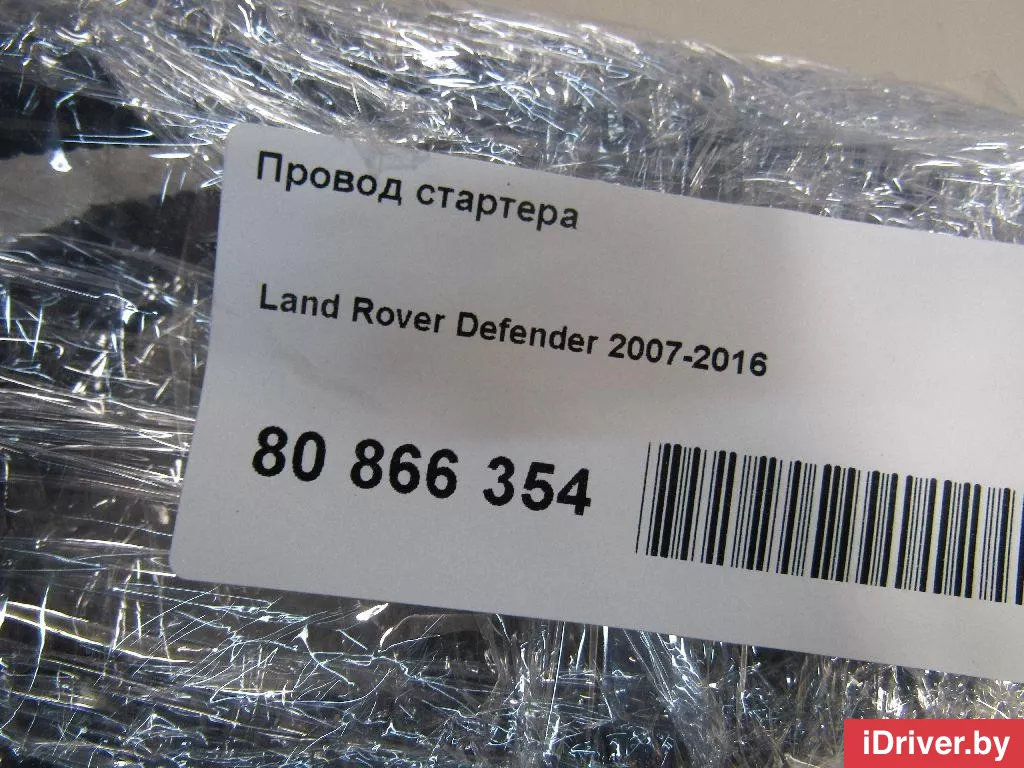 Провод стартера
Land Rover Defender 2007-2016
80 866 354
iDriver.by